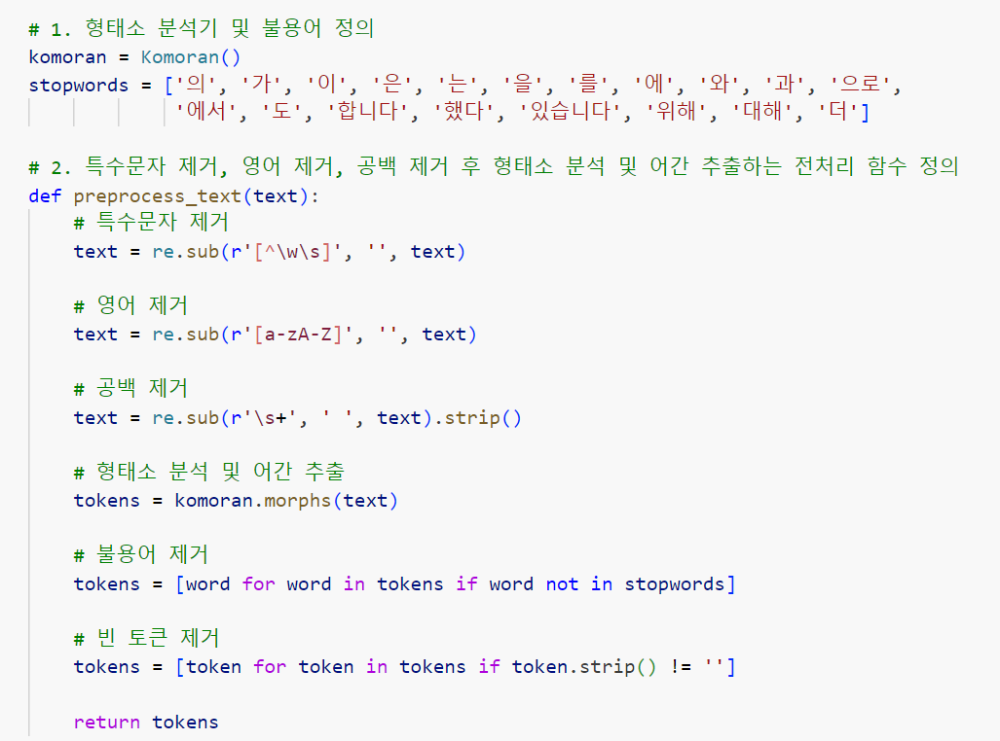 # 1. 형태소 분석기 및 불용어 정의
komoran = Komoran()
stopwords = ['의', '가', '이', '은', '는', '을', '를', '에', '와', '과', '으로',
'에서', '도', '합니다', '했다', '있습니다', '위해', '대해', '더']
# 2. 특수문자 제거, 영어 제거, 공백 제거 후 형태소 분석 및 어간 추출하는 전처리 함수 정의
def preprocess_text(text):
# 특수문자 제거
text = re.sub(r'[^\w\s]', '', text)
# 영어 제거
text = re.sub(r'[a-zA-Z]', '', text)
# 공백 제거
text = re.sub(r'\s+', ' ', text).strip()
# 형태소 분석 및 어간 추출
tokens = komoran.morphs(text)
# 불용어 제거
tokens = [word for word in tokens if word not in stopwords]
# 빈 토큰 제거
tokens = [token for token in tokens if token.strip() != '']
return tokens